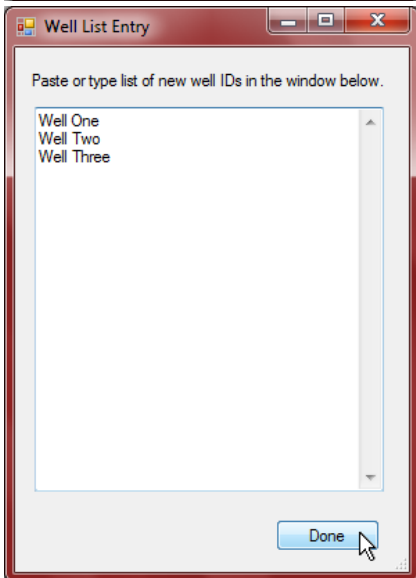 Well List Entry
Paste or type list of new well IDs in the window below.
Well One
Well Two
Well Three
Done